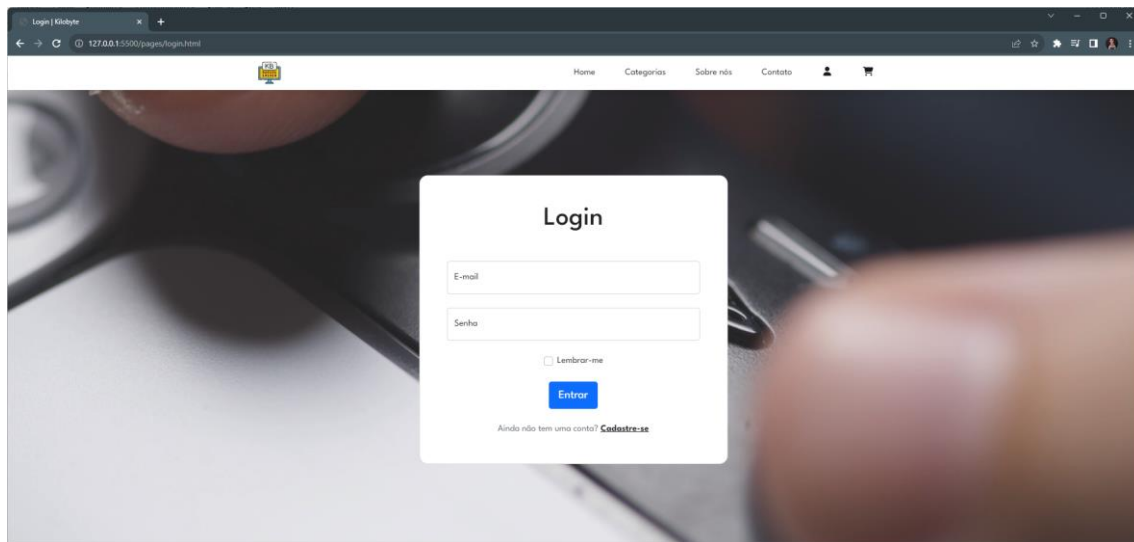 Login | Kilobyte
127.0.0.1:5500/pages/login.html
KB
Home Categorias Sobre nós Contato
Login
E-mail
Senha
Lembrar-me
Entrar
Ainda não tem uma conta? Cadastre-se